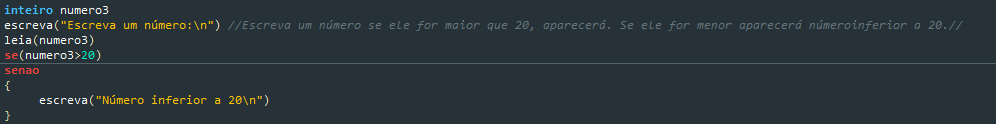 inteiro numero3
escreva("Escreva um número:\n") //Escreva um número se ele for maior que 20, aparecerá. Se ele for menor aparecerá númeroinferior a 20.//
leia(numero3)
se(numero3>20)
senao
{
escreva("Número inferior a 20\n")
}